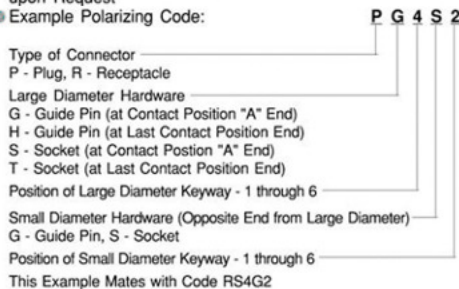 upon Request
Example Polarizing Code: P G 4 S 2
Type of Connector
P - Plug, R - Receptacle
Large Diameter Hardware
G - Guide Pin (at Contact Position "A" End)
H - Guide Pin (at Last Contact Position End)
S - Socket (at Contact Postion "A" End)
T - Socket (at Last Contact Position End)
Position of Large Diameter Keyway - 1 through 6
Small Diameter Hardware (Opposite End from Large Diameter)
G - Guide Pin, S - Socket
Position of Small Diameter Keyway - 1 through 6
This Example Mates with Code RS4G2